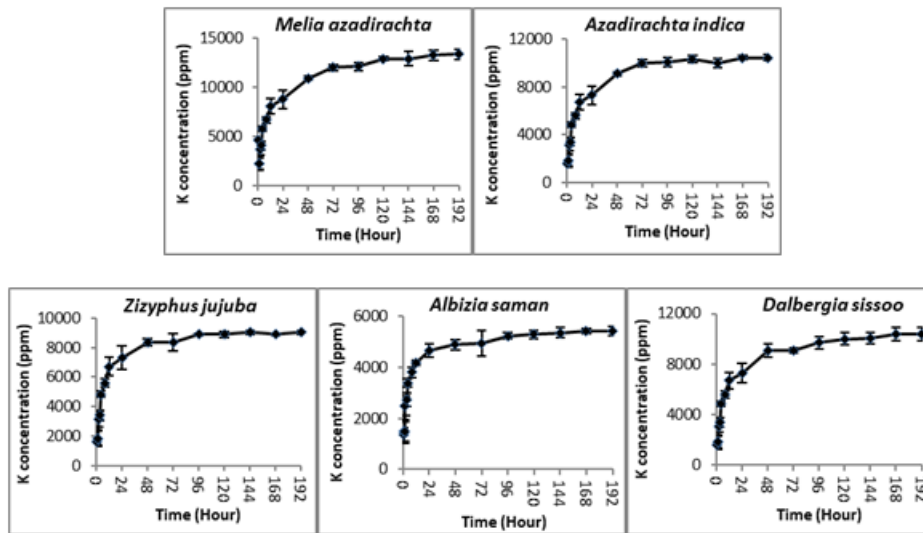 Melia azadirachta
K concentration (ppm)
15000
10000
5000
0
0 24 48 72 96 120 144 168 192
Time (Hour)
Azadirachta indica
K concentration (ppm)
12000
8000
4000
0
0 24 48 72 96 120 144 168 192
Time (Hour)
Zizyphus jujuba
K concentration (ppm)
10000
8000
6000
4000
2000
0
0 24 48 72 96 120 144 168 192
Time (Hour)
Albizia saman
K concentration (ppm)
6000
4000
2000
0
0 24 48 72 96 120 144 168 192
Time (Hour)
Dalbergia sissoo
K concentration (ppm)
12000
8000
4000
0
0 24 48 72 96 120 144 168 192
Time (Hour)